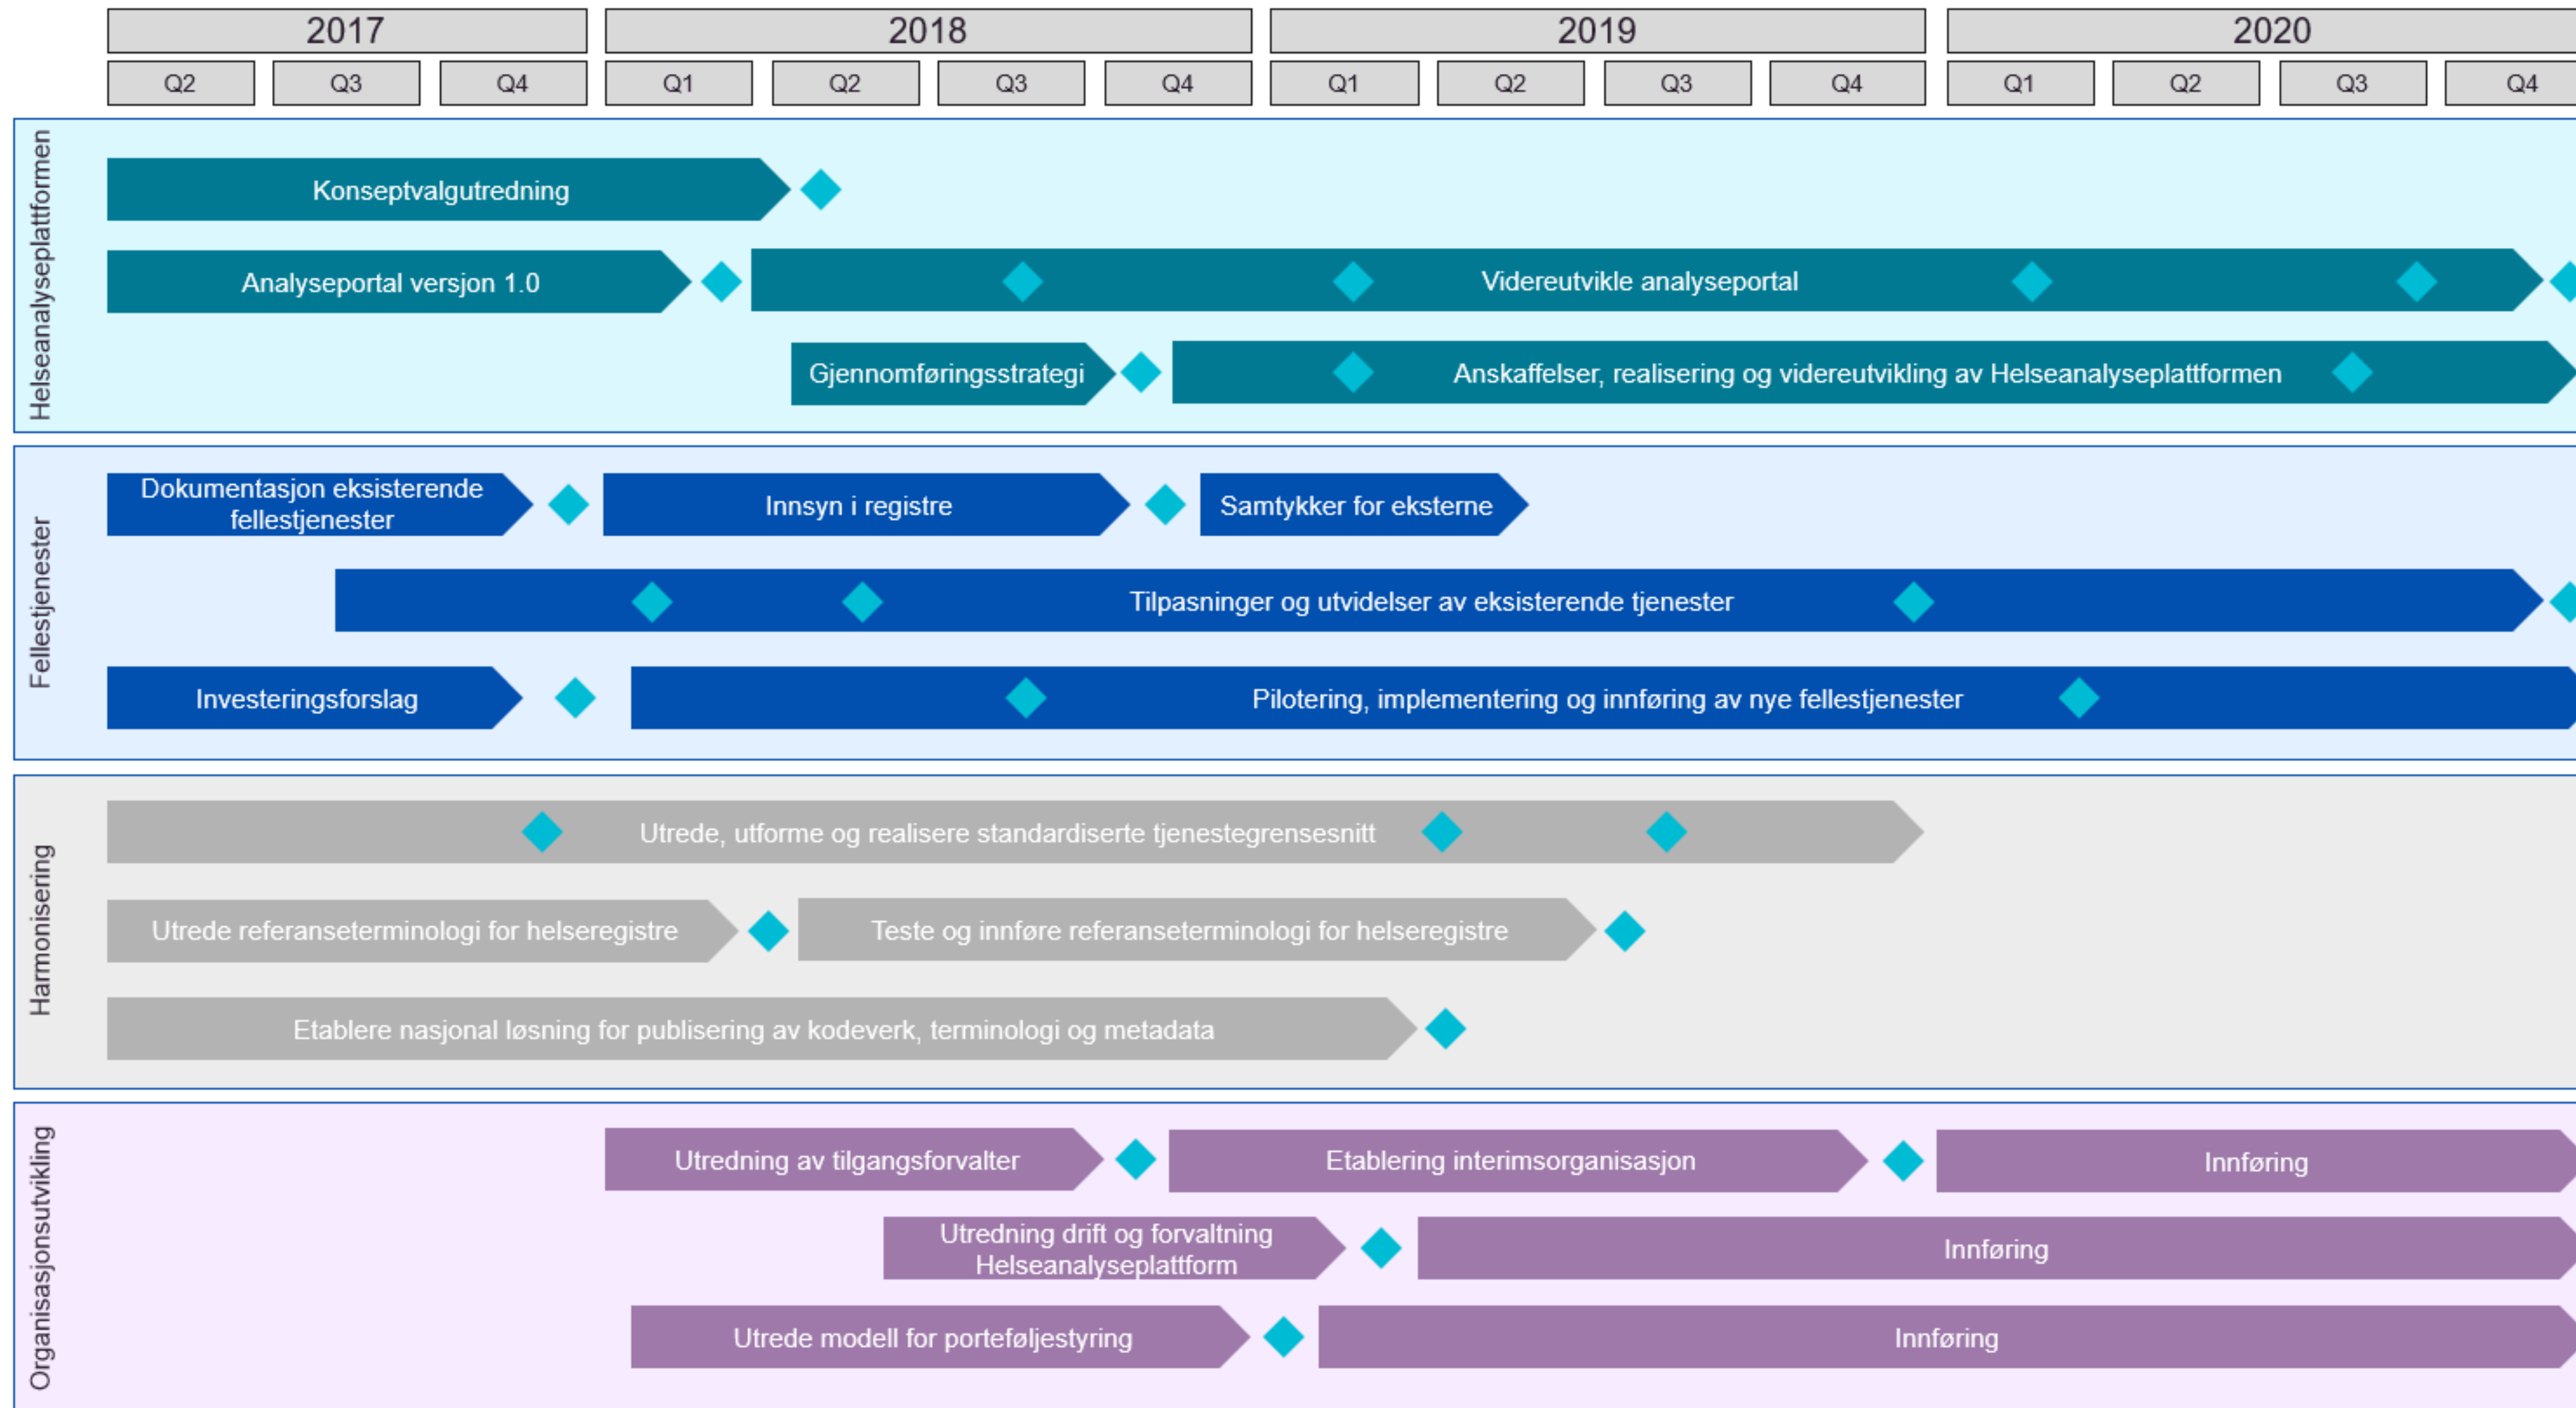 2017
2018
2019
2020
Q2
Q3
Q4
Q1
Q2
Q3
Q4
Q1
Q2
Q3
Q4
Q1
Q2
Q3
Q4
Helseanalyseplattformen
Konseptvalgutredning
Analyseportal versjon 1.0
Videreutvikle analyseportal
Gjennomføringsstrategi
Anskaffelser, realisering og videreutvikling av Helseanalyseplattformen
Fellestjenester
Dokumentasjon eksisterende
fellestjenester
Innsyn i registre
Samtykker for eksterne
Tilpasninger og utvidelser av eksisterende tjenester
Investeringsforslag
Pilotering, implementering og innføring av nye fellestjenester
Harmonisering
Utrede, utforme og realisere standardiserte tjenestegrensesnitt
Utrede referanseterminologi for helseregistre
Teste og innføre referanseterminologi for helseregistre
Etablere nasjonal løsning for publisering av kodeverk, terminologi og metadata
Organisasjonsutvikling
Utredning av tilgangsforvalter
Etablering interimsorganisasjon
Innføring
Utredning drift og forvaltning
Helseanalyseplattform
Innføring
Utrede modell for porteføljestyring
Innføring